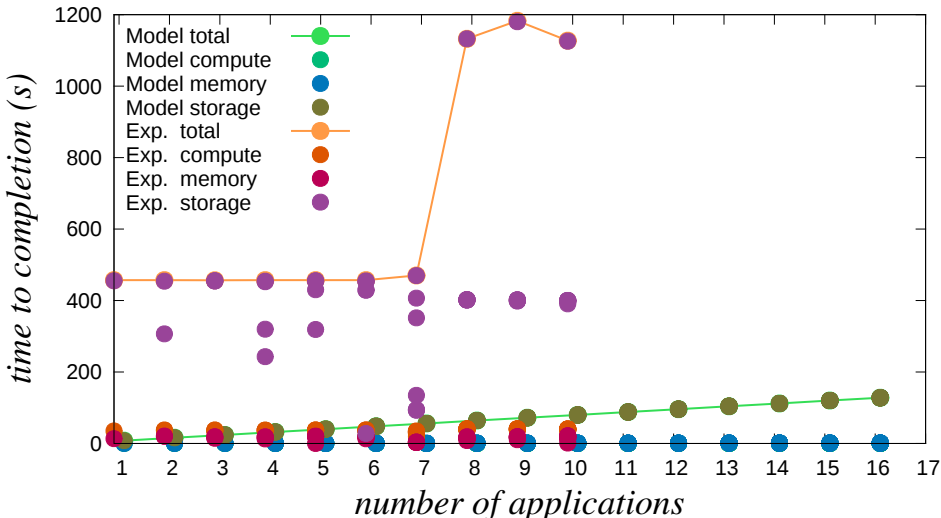 1200
1000
800
600
400
200
0
time to completion (s)
Model total
Model compute
Model memory
Model storage
Exp. total
Exp. compute
Exp. memory
Exp. storage
1 2 3 4 5 6 7 8 9 10 11 12 13 14 15 16 17
number of applications